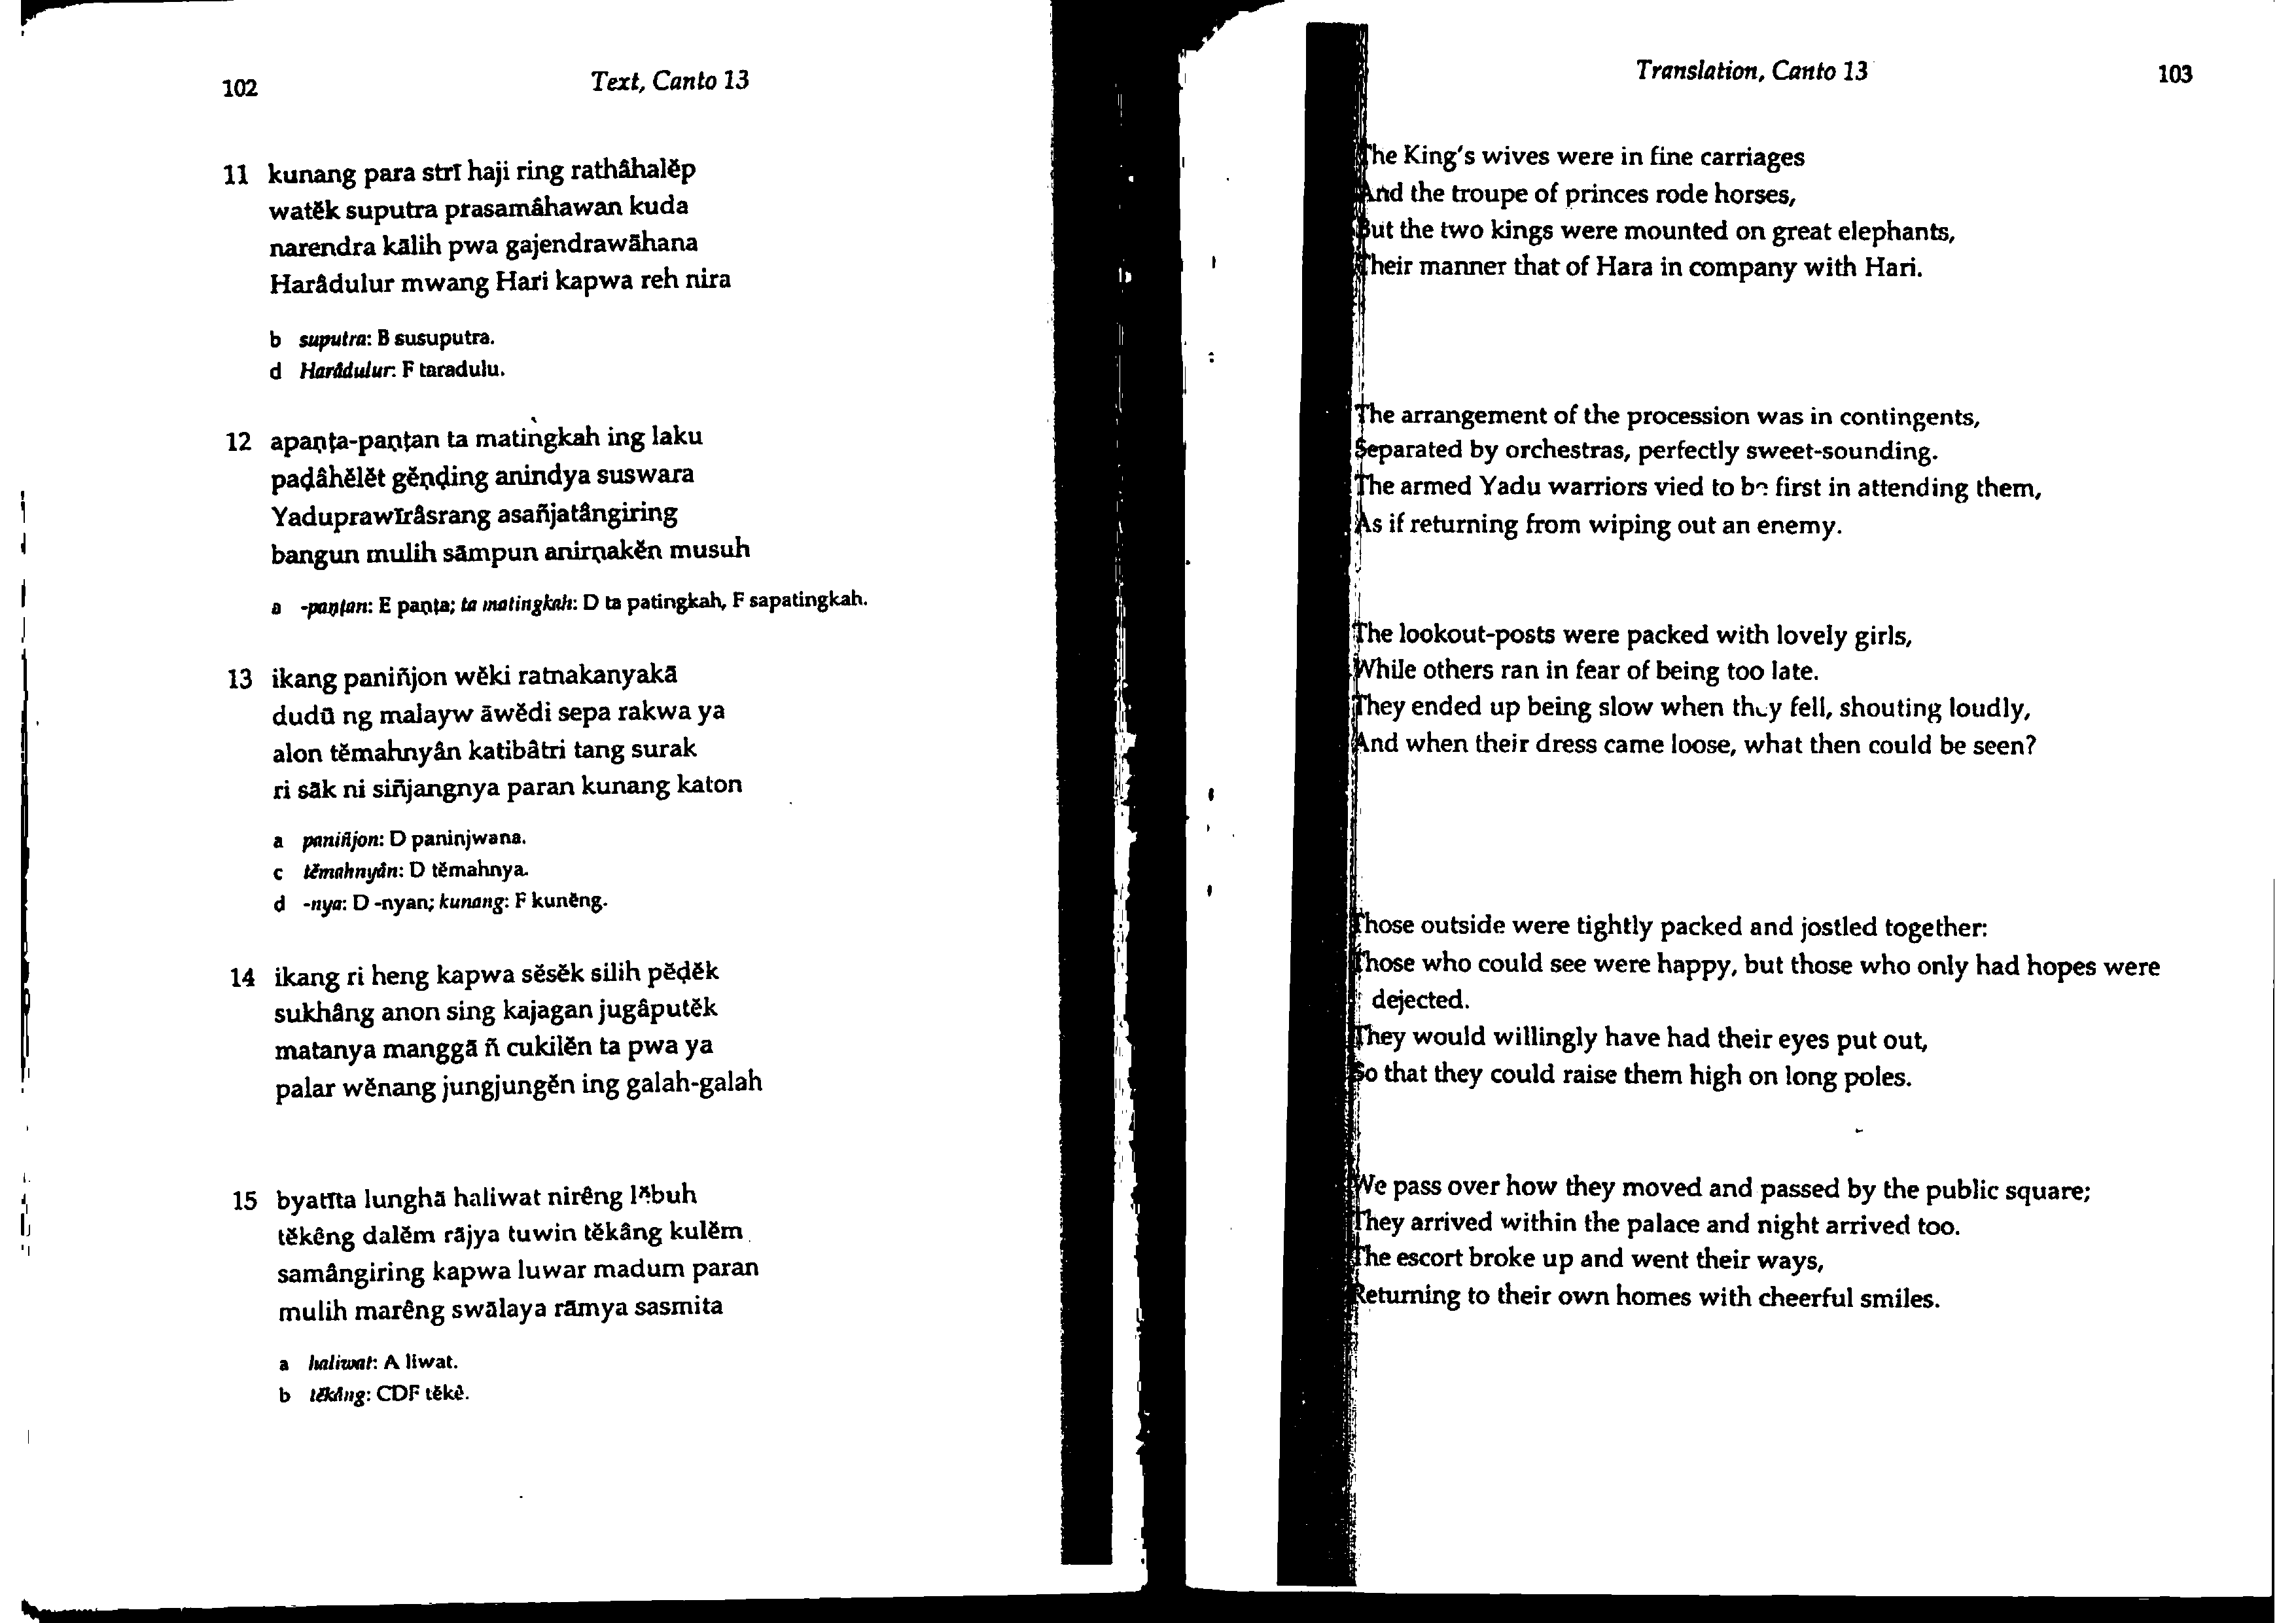 102
Text, Canto 13
11 kunang para strī haji ring rathâhalĕp
watĕk suputra prasamâhawan kuda
narendra kālih pwa gajendrawāhana
Harâdulur mwang Hari kapwa reh nira
b suputra: B susuputra.
d Harâdulur: F taradulu.
12 apaṇṭa-paṇṭan ta matingkah ing laku
paḍâhĕlĕt gĕṇḍing anindya suswara
Yaduprawīrâsrang asañjatângiring
bangun mulih sāmpun anirṇakĕn musuh
a -paṇṭan: E paṇṭa; ta matingkah: D ta patingkah, F sapatingkah.
13 ikang paniñjon wĕki ratnakanyakā
dudū ng malayw āwĕdi sepa rakwa ya
alon tĕmahnyân katibâtri tang surak
ri sāk ni siñjangnya paran kunang katon
a paniñjon: D paninjwana.
c tĕmahnyân: D tĕmahnya.
d -nya: D -nyan; kunang: F kunĕng.
14 ikang ri heng kapwa sĕsĕk silih pĕḍĕk
sukhâng anon sing kajagan jugâputĕk
matanya manggā ñ cukilĕn ta pwa ya
palar wĕnang jungjungĕn ing galah-galah
15 byatīta lunghā haliwat nirêng lĕbuh
tĕkêng dalĕm rājya tuwin tĕkâng kulĕm
samângiring kapwa luwar madum paran
mulih marêng swālaya rāmya sasmita
a haliwat: A liwat.
b tĕkâng: CDF tĕkê.
Translation, Canto 13
103
The King's wives were in fine carriages
And the troupe of princes rode horses,
But the two kings were mounted on great elephants,
Their manner that of Hara in company with Hari.
The arrangement of the procession was in contingents,
Separated by orchestras, perfectly sweet-sounding.
The armed Yadu warriors vied to be first in attending them,
As if returning from wiping out an enemy.
The lookout-posts were packed with lovely girls,
While others ran in fear of being too late.
They ended up being slow when they fell, shouting loudly,
And when their dress came loose, what then could be seen?
Those outside were tightly packed and jostled together:
Those who could see were happy, but those who only had hopes were
dejected.
They would willingly have had their eyes put out,
So that they could raise them high on long poles.
We pass over how they moved and passed by the public square;
They arrived within the palace and night arrived too.
The escort broke up and went their ways,
Returning to their own homes with cheerful smiles.